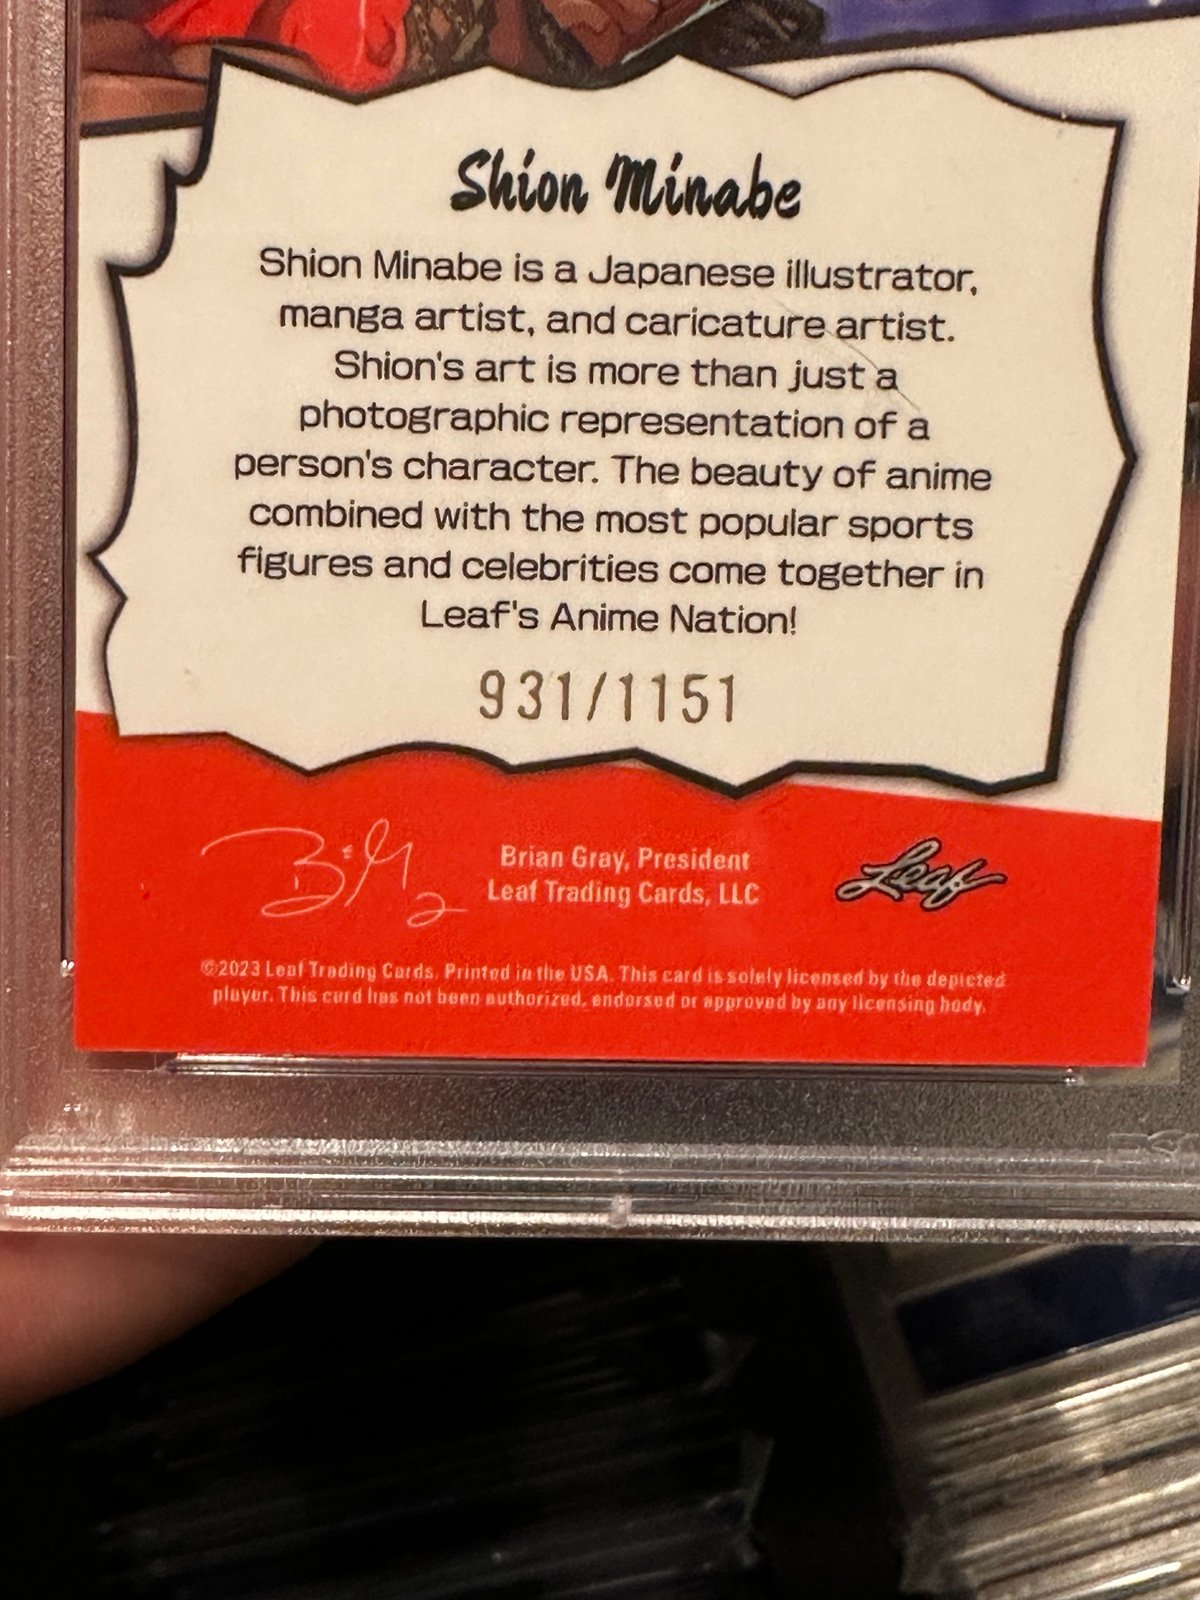 Shion Minabe
Shion Minabe is a Japanese illustrator,
manga artist, and caricature artist.
Shion's art is more than just a
photographic representation of a
person's character. The beauty of anime
combined with the most popular sports
figures and celebrities come together in
Leaf's Anime Nation!
931/1151
Brian Gray, President
Leaf Trading Cards, LLC
Leaf
©2023 Leaf Trading Cards. Printed in the USA. This card is solely licensed by the depicted
player. This card has not been authorized, endorsed or approved by any licensing body.